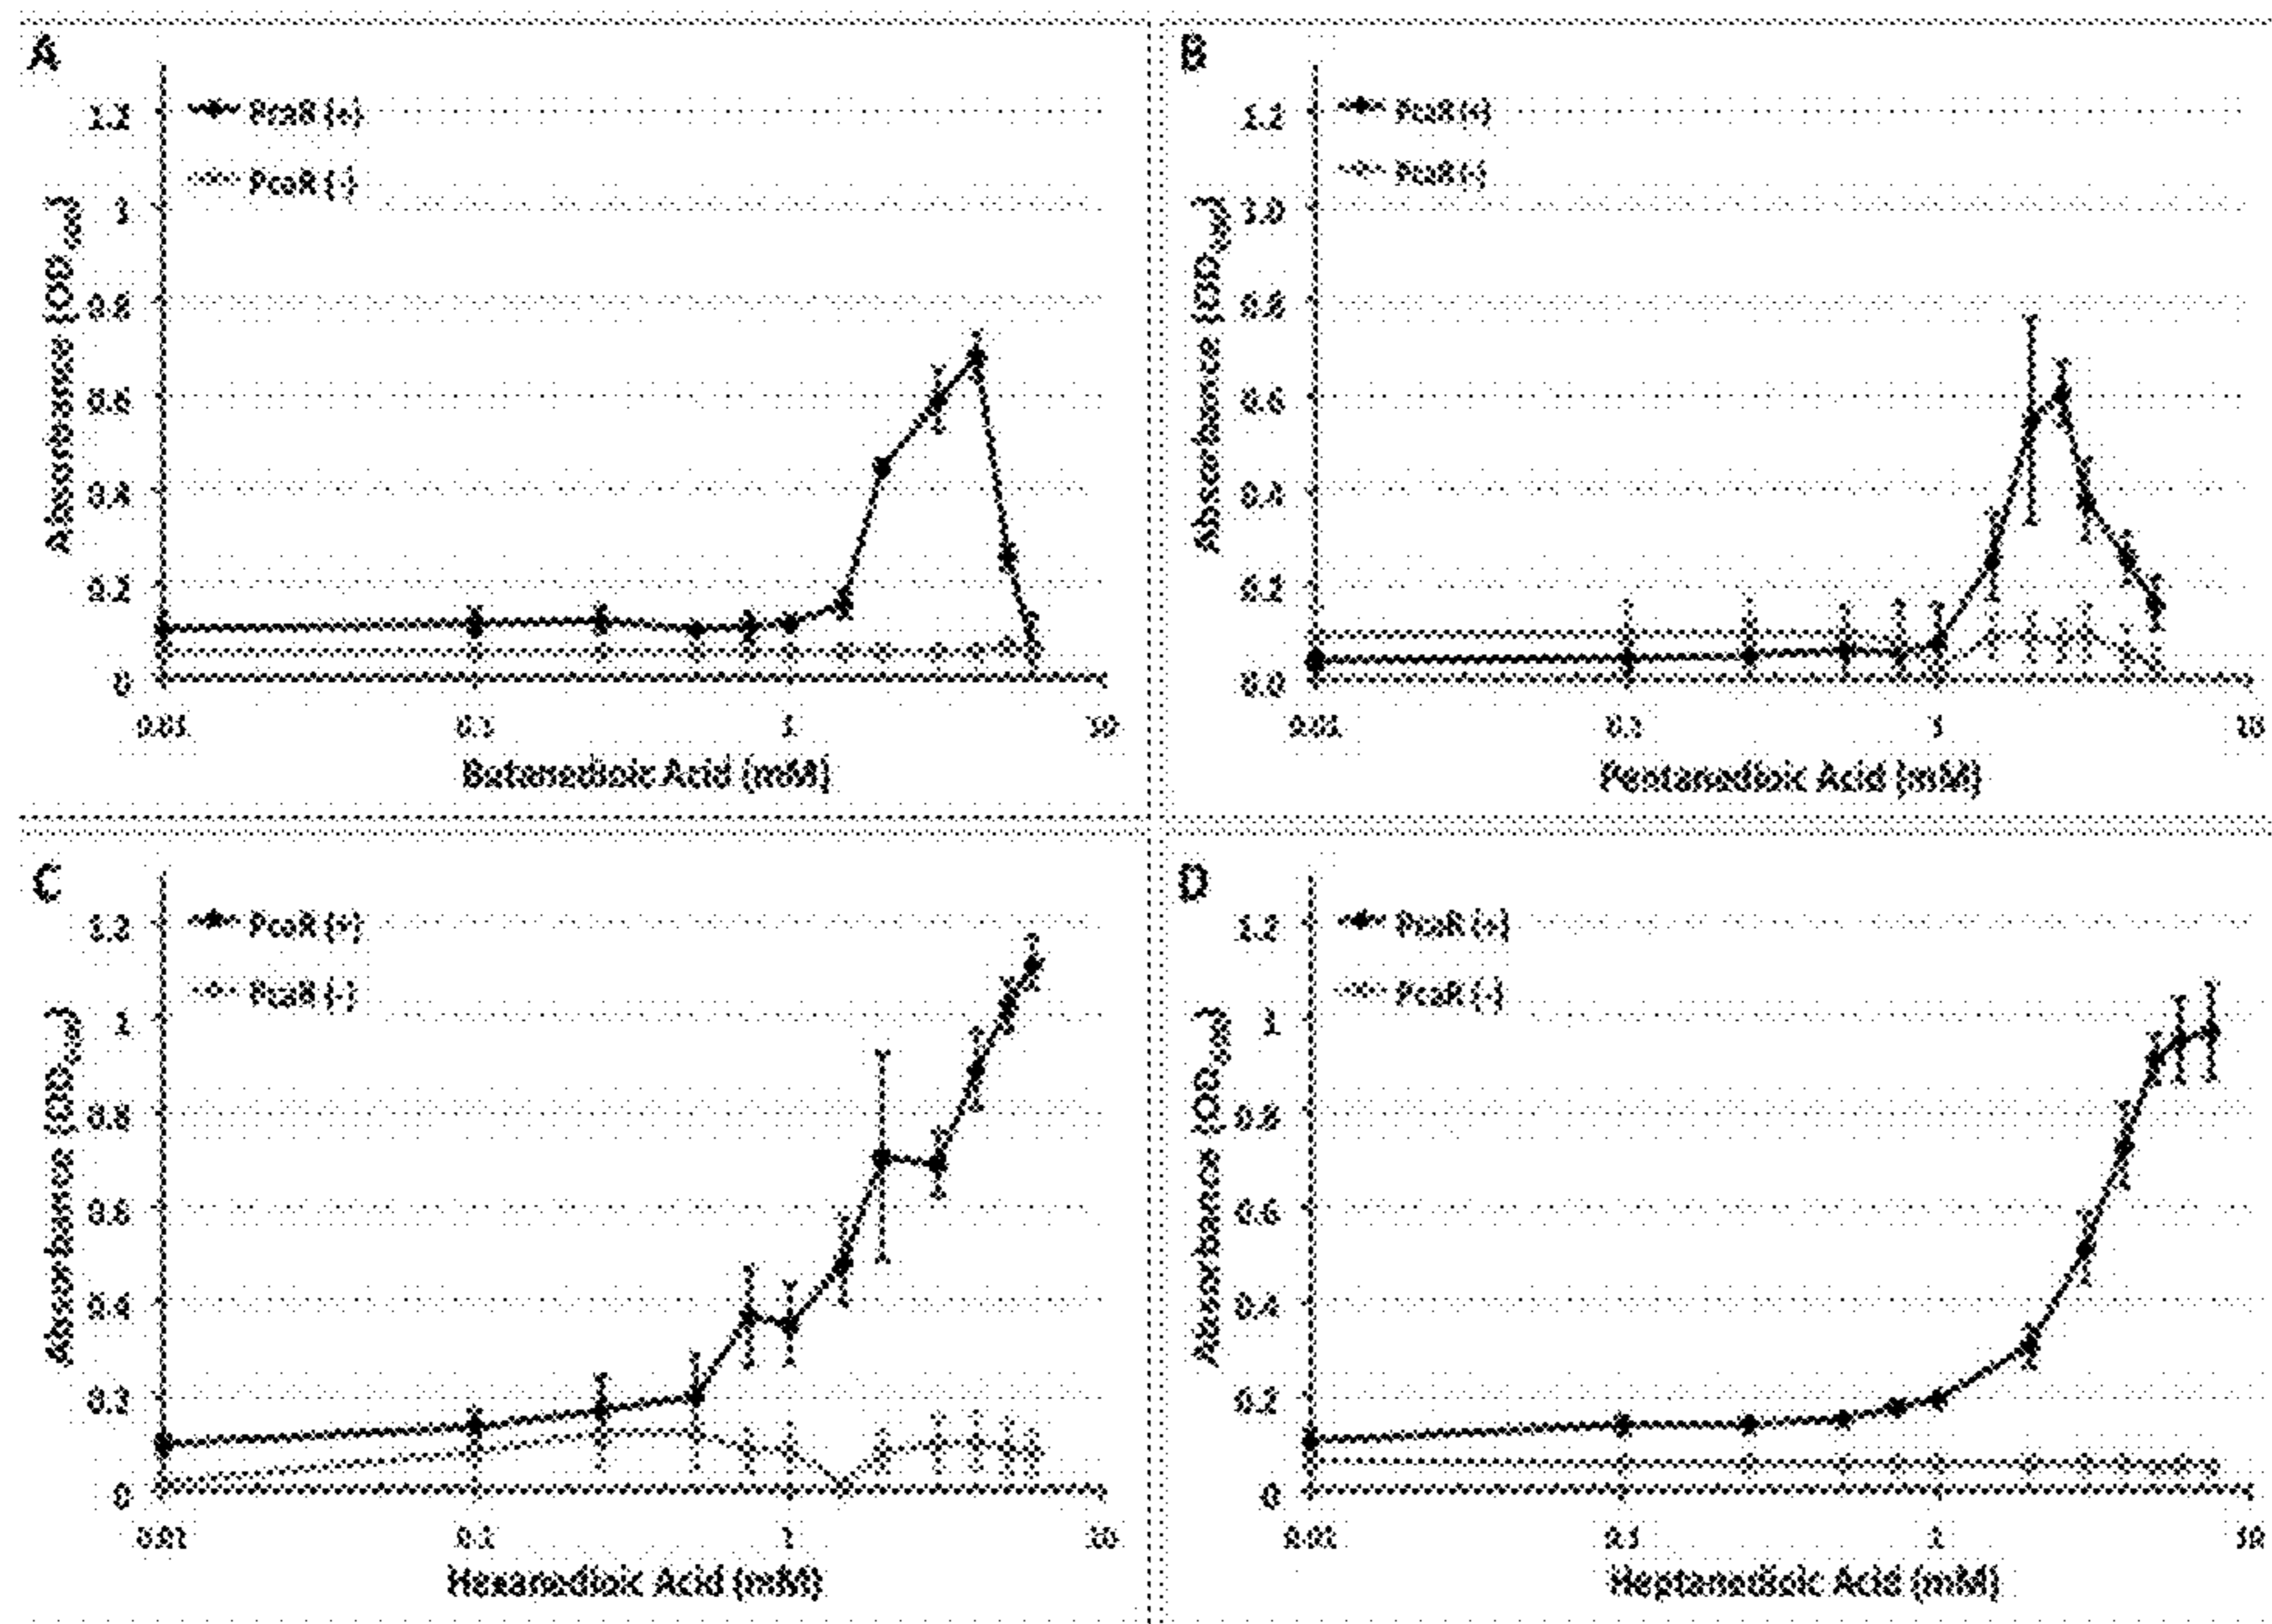 A
PcaR (+)
PcaR (-)
1.2
1
0.8
0.6
0.4
0.2
0
Absorbance (OD
0.01
0.1
1
10
Butanedioic Acid (mM)
B
PcaR (+)
PcaR (-)
1.2
1.0
0.8
0.6
0.4
0.2
0.0
Absorbance (OD
0.01
0.1
1
10
Pentanedioic Acid (mM)
C
PcaR (+)
PcaR (-)
1.2
1
0.8
0.6
0.4
0.2
0
Absorbance (OD
0.01
0.1
1
10
Hexanedioic Acid (mM)
D
PcaR (+)
PcaR (-)
1.2
1
0.8
0.6
0.4
0.2
0
Absorbance (OD
0.01
0.1
1
10
Heptanedioic Acid (mM)